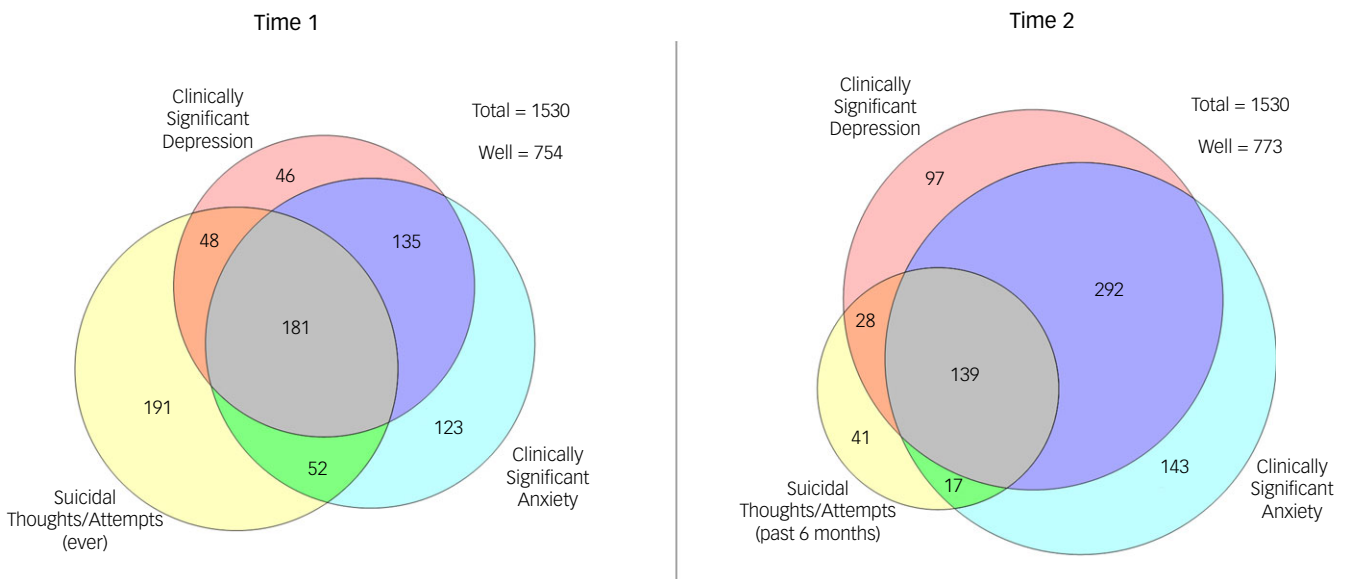 Time 1
Clinically
Significant
Depression
Total = 1530
Well = 754
46
48
135
181
191
123
52
Clinically
Significant
Anxiety
Suicidal
Thoughts/Attempts
(ever)
Time 2
Clinically
Significant
Depression
Total = 1530
Well = 773
97
292
28
139
41
143
17
Clinically
Significant
Anxiety
Suicidal
Thoughts/Attempts
(past 6 months)